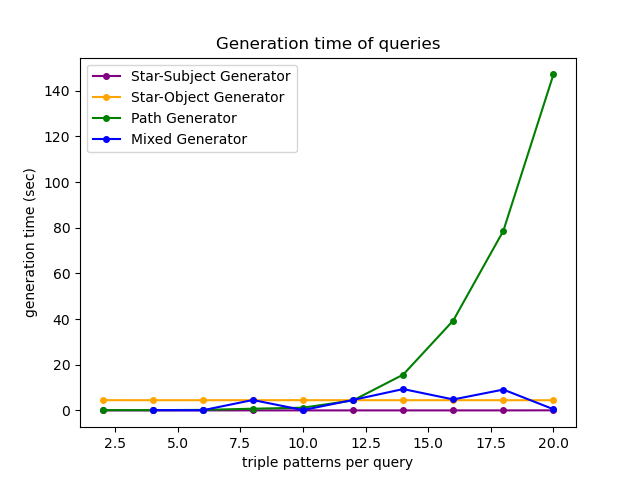 Generation time of queries
Star-Subject Generator
Star-Object Generator
Path Generator
Mixed Generator
generation time (sec)
140
120
100
80
60
40
20
0
2.5 5.0 7.5 10.0 12.5 15.0 17.5 20.0
triple patterns per query